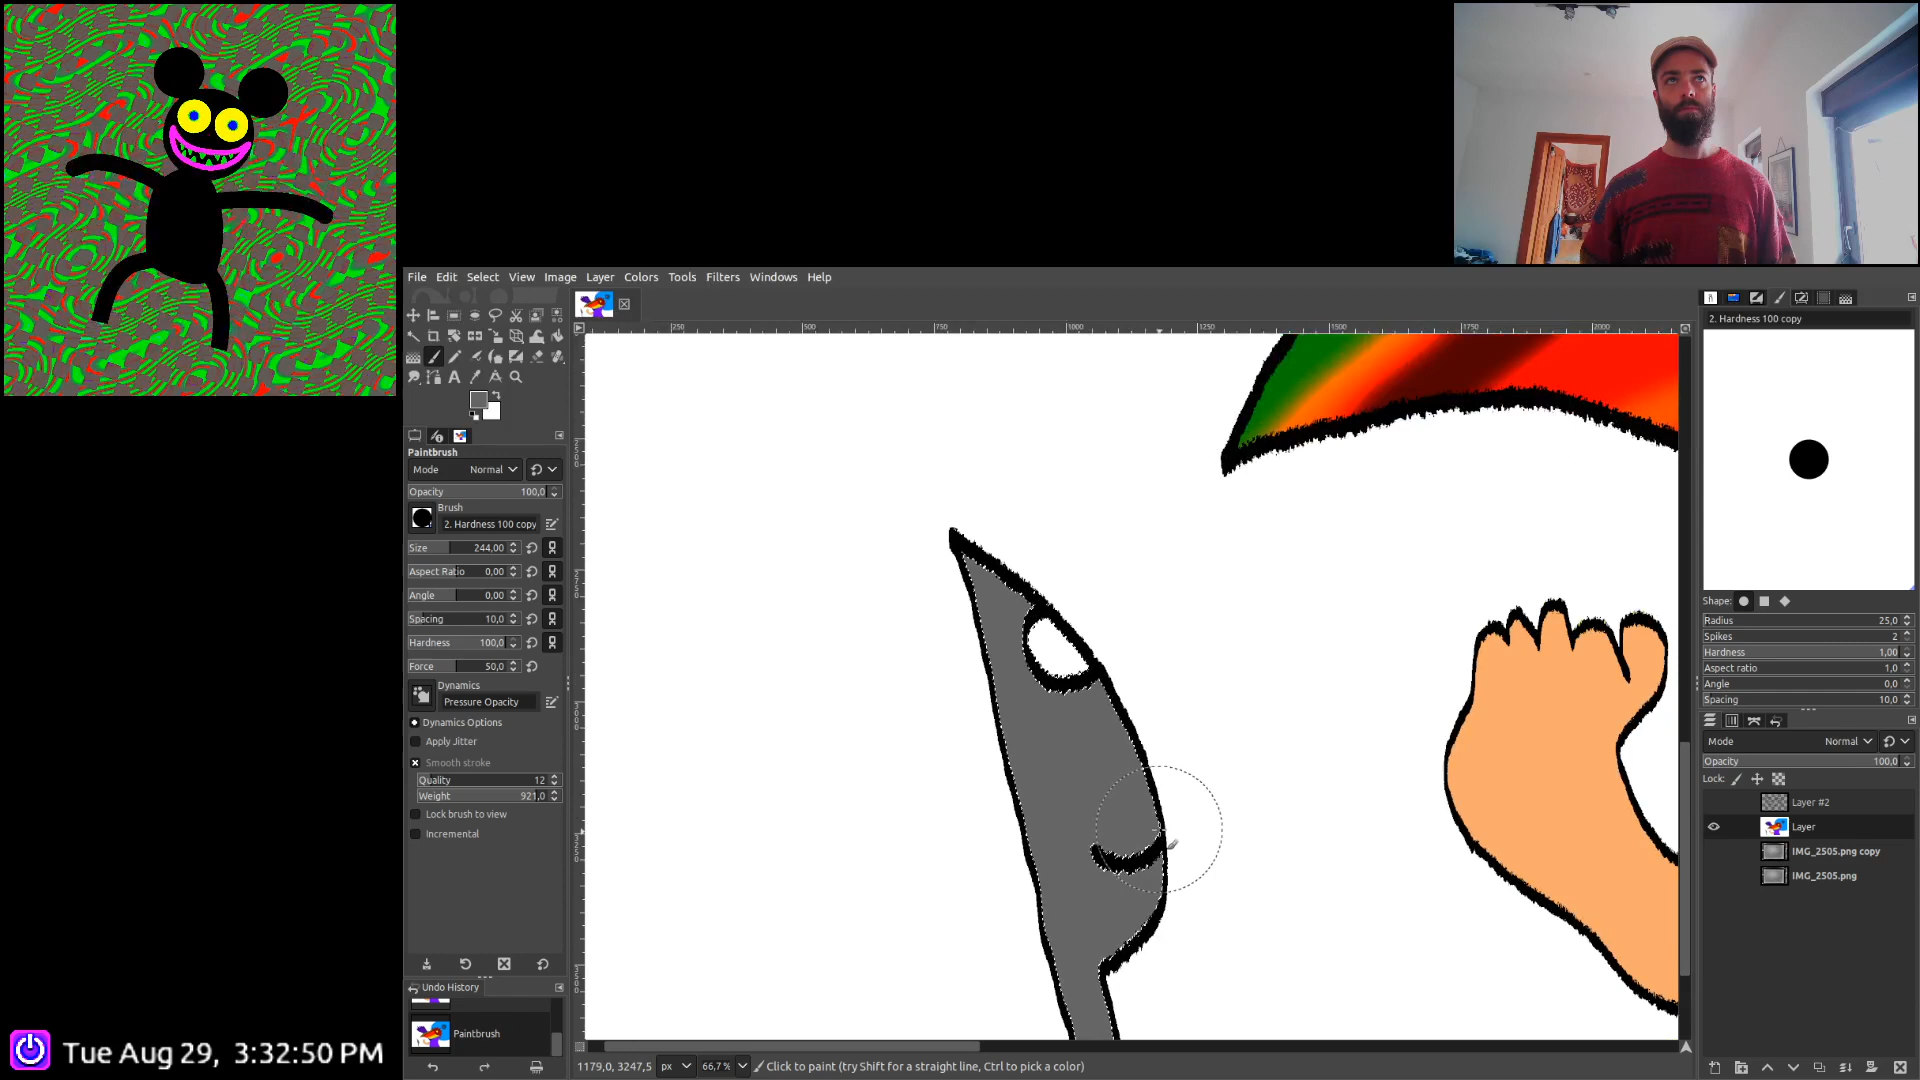 File Edit Select View Image Layer Colors Tools Filters Windows Help
2. Hardness 100 copy
250 500 750 1000 1250 1500 1750 2000
Paintbrush
Mode Normal
Opacity 100,0
Brush
2. Hardness 100 copy
Size 244,00
Aspect Ratio 0,00
Angle 0,00
Spacing 10,0
Hardness 100,0
Force 50,0
Dynamics
Pressure Opacity
Dynamics Options
Apply Jitter
Smooth stroke
Quality 12
Weight 921,0
Lock brush to view
Incremental
Undo History
Paintbrush
Shape:
Radius 25,0
Spikes 2
Hardness 1,00
Aspect ratio 1,0
Angle 0,0
Spacing 10,0
Mode Normal
Opacity 100,0
Lock:
Layer #2
Layer
IMG_2505.png copy
IMG_2505.png
Tue Aug 29, 3:32:50 PM
1179,0, 3247,5 px 66,7 % Click to paint (try Shift for a straight line, Ctrl to pick a color)